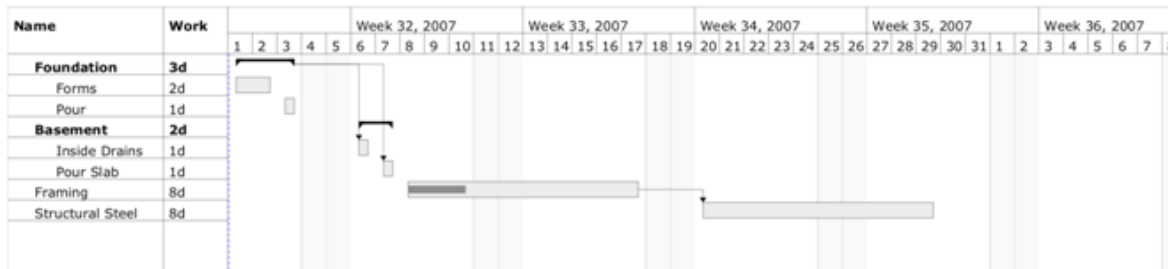 Name Work Week 32, 2007 Week 33, 2007 Week 34, 2007 Week 35, 2007 Week 36, 2007
1 2 3 4 5 6 7 8 9 10 11 12 13 14 15 16 17 18 19 20 21 22 23 24 25 26 27 28 29 30 31 1 2 3 4 5 6 7
Foundation 3d
Forms 2d
Pour 1d
Basement 2d
Inside Drains 1d
Pour Slab 1d
Framing 8d
Structural Steel 8d